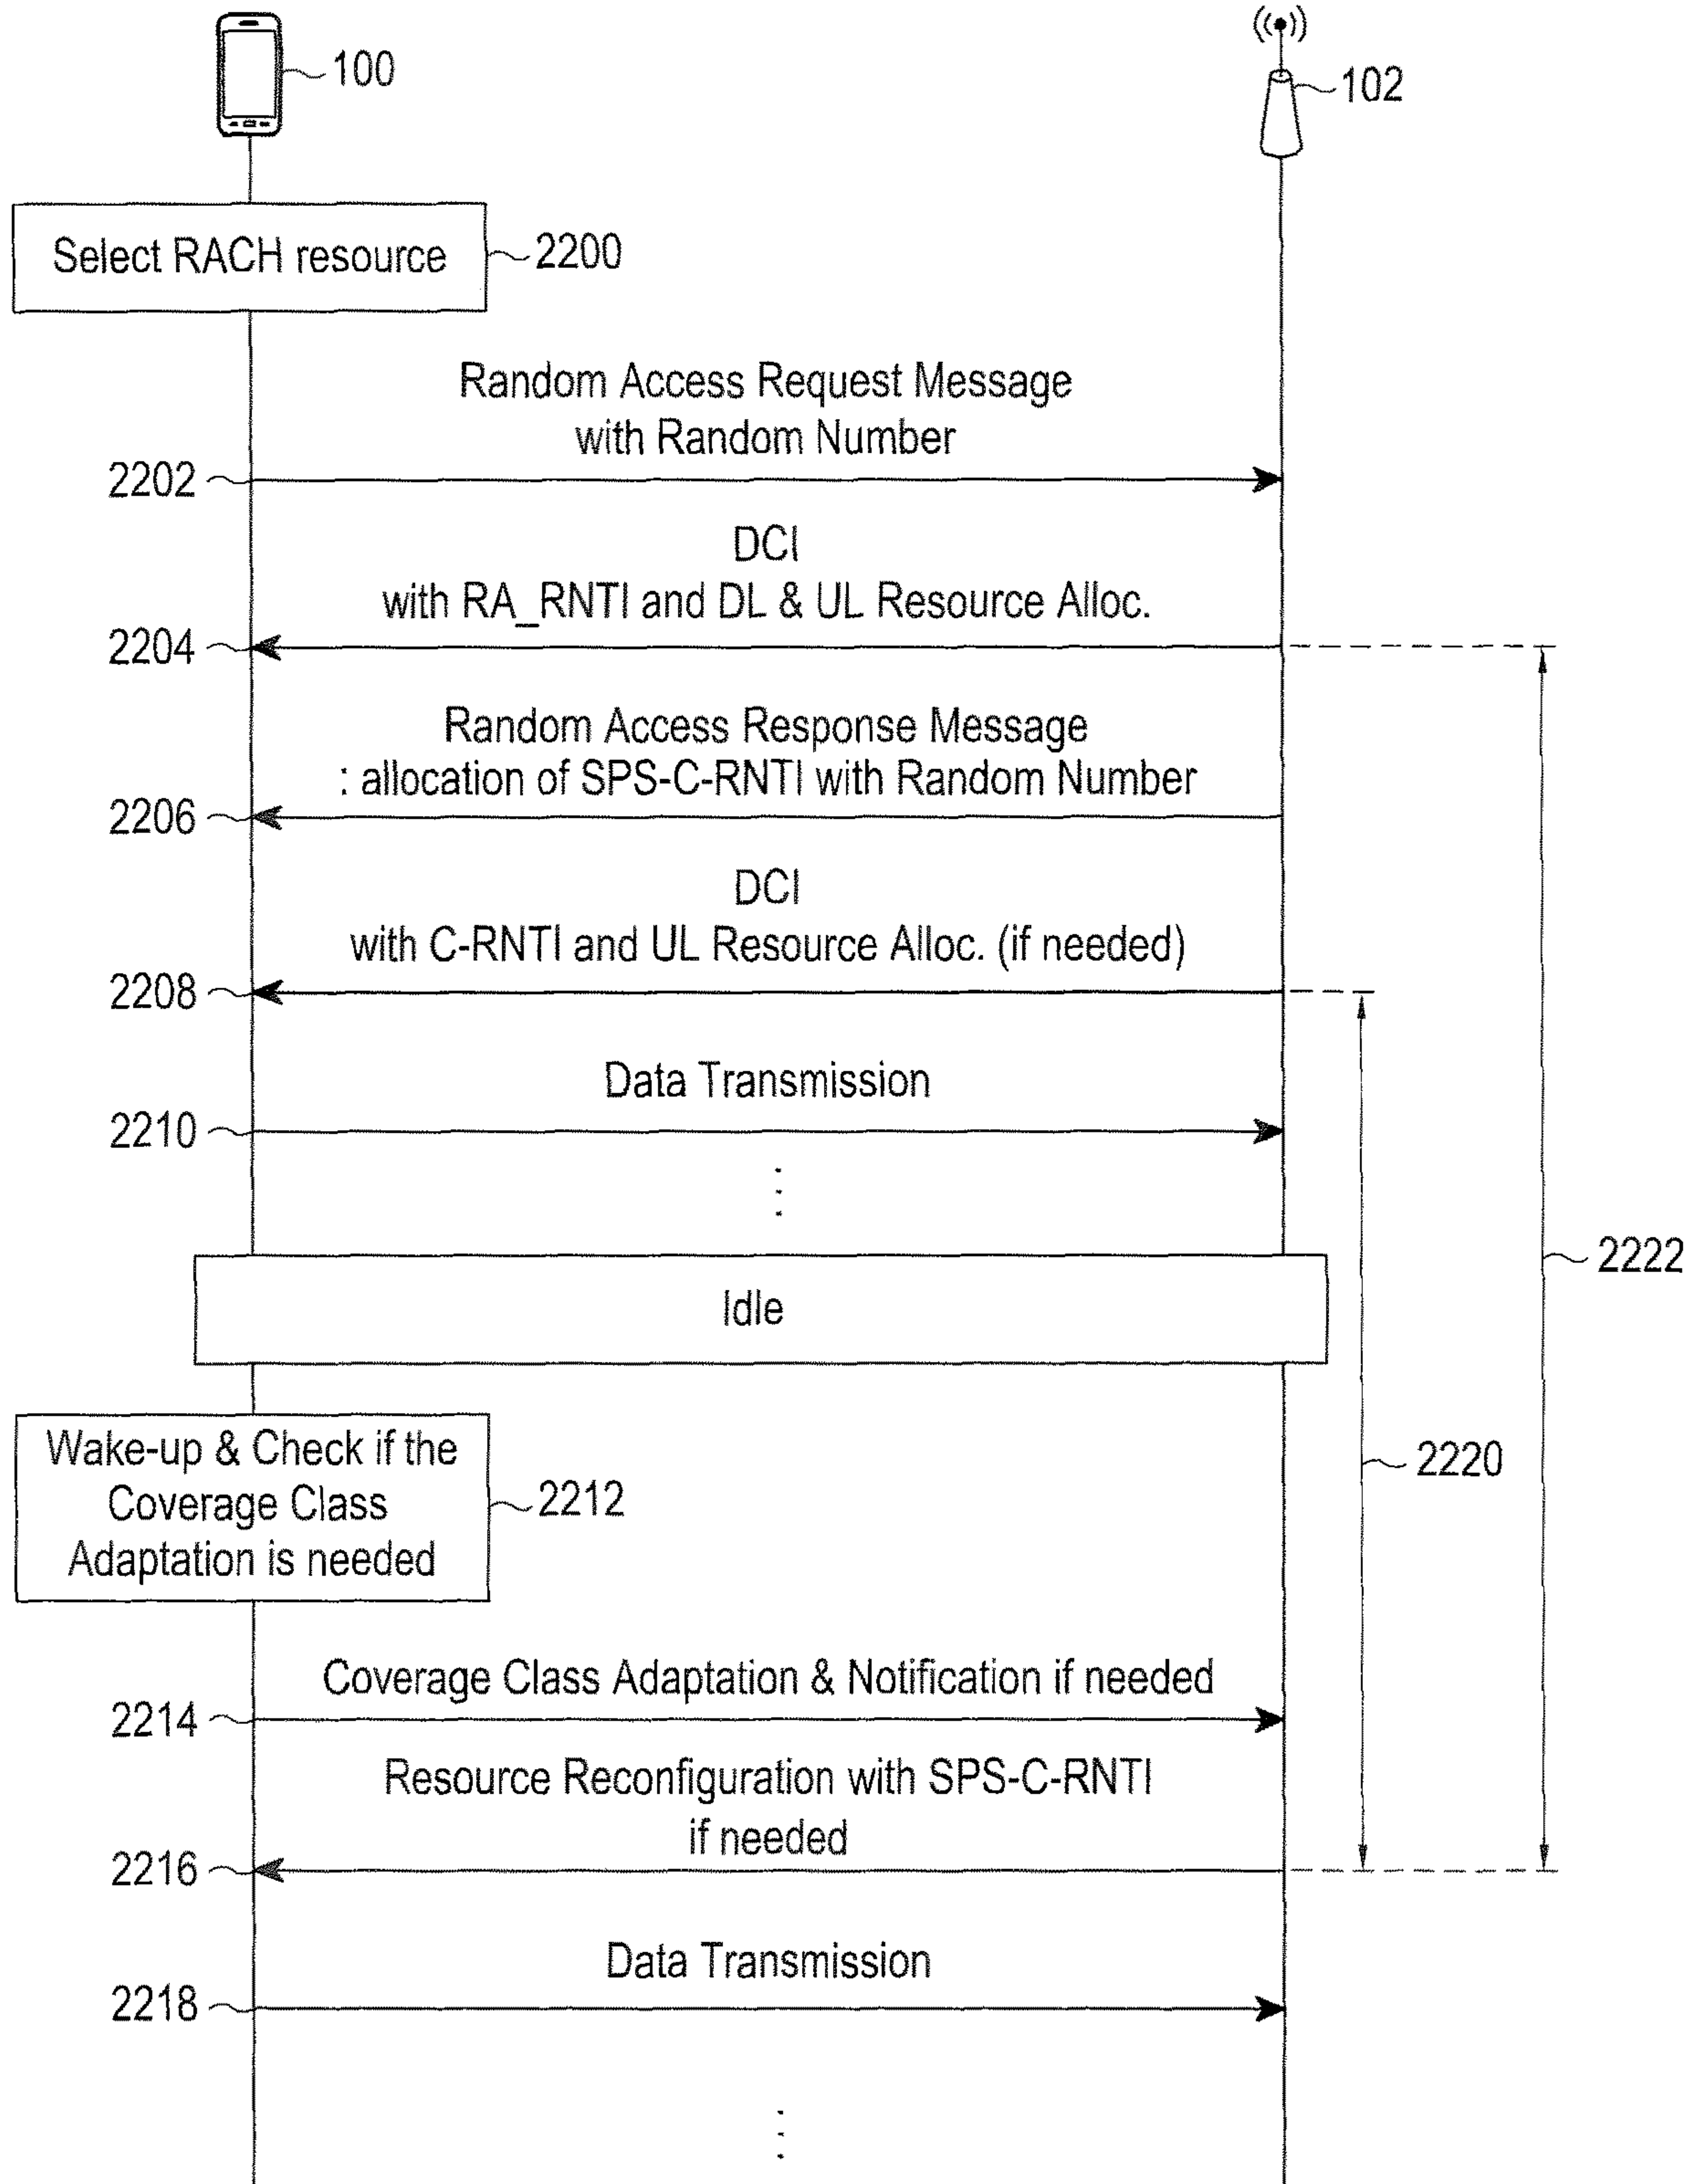 100
102
Select RACH resource
2200
Random Access Request Message
with Random Number
2202
DCI
with RA_RNTI and DL & UL Resource Alloc.
2204
Random Access Response Message
: allocation of SPS-C-RNTI with Random Number
2206
DCI
with C-RNTI and UL Resource Alloc. (if needed)
2208
Data Transmission
2210
2222
Idle
Wake-up & Check if the
Coverage Class
Adaptation is needed
2212
2220
Coverage Class Adaptation & Notification if needed
2214
Resource Reconfiguration with SPS-C-RNTI
if needed
2216
Data Transmission
2218